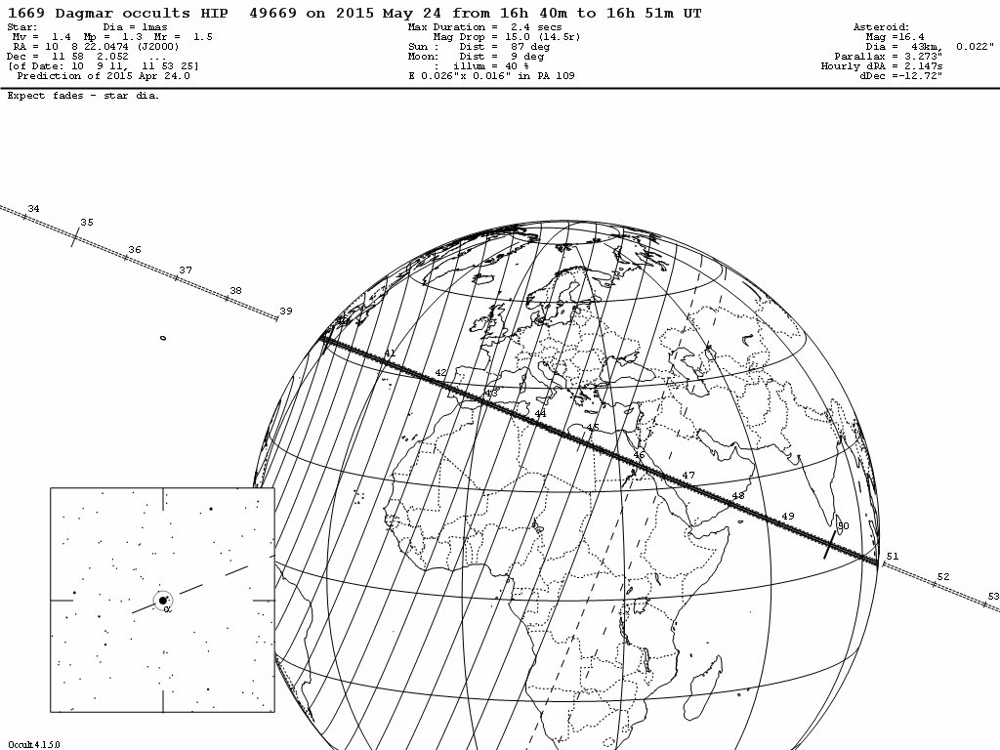 1669 Dagmar occults HIP 49669 on 2015 May 24 from 16h 40m to 16h 51m UT
Star: Dia = 1mas
Mv = 1.4 Mp = 1.3 Mr = 1.5
RA = 10 8 22.0474 (J2000)
Dec = 11 58 2.052 ...
[of Date: 10 9 11, 11 53 25]
Prediction of 2015 Apr 24.0
Max Duration = 2.4 secs
Mag Drop = 15.0 (14.5r)
Sun : Dist = 87 deg
Moon: Dist = 9 deg
: illum = 40 %
E 0.026"x 0.016" in PA 109
Asteroid:
Mag =16.4
Dia = 43km, 0.022"
Parallax = 3.273"
Hourly dRA = 2.147s
dDec =-12.72"
Expect fades - star dia.
34
35
36
37
38
39
41
42
43
44
45
46
47
48
49
50
51
52
53
α
Occult 4.1.5.0